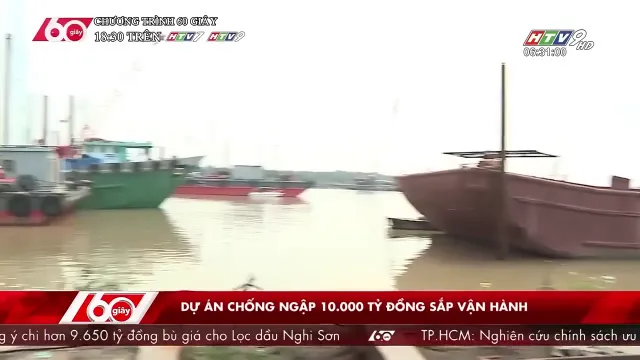 60 giây
CHƯƠNG TRÌNH 60 GIÂY
18:30 TRÊN HTV7 HTV9
HTV9 HD
06:31:00
60 giây
DỰ ÁN CHỐNG NGẬP 10.000 TỶ ĐỒNG SẮP VẬN HÀNH
ý chi hơn 9.650 tỷ đồng bù giá cho Lọc dầu Nghi Sơn 60 giây TP.HCM: Nghiên cứu chính sách ưu